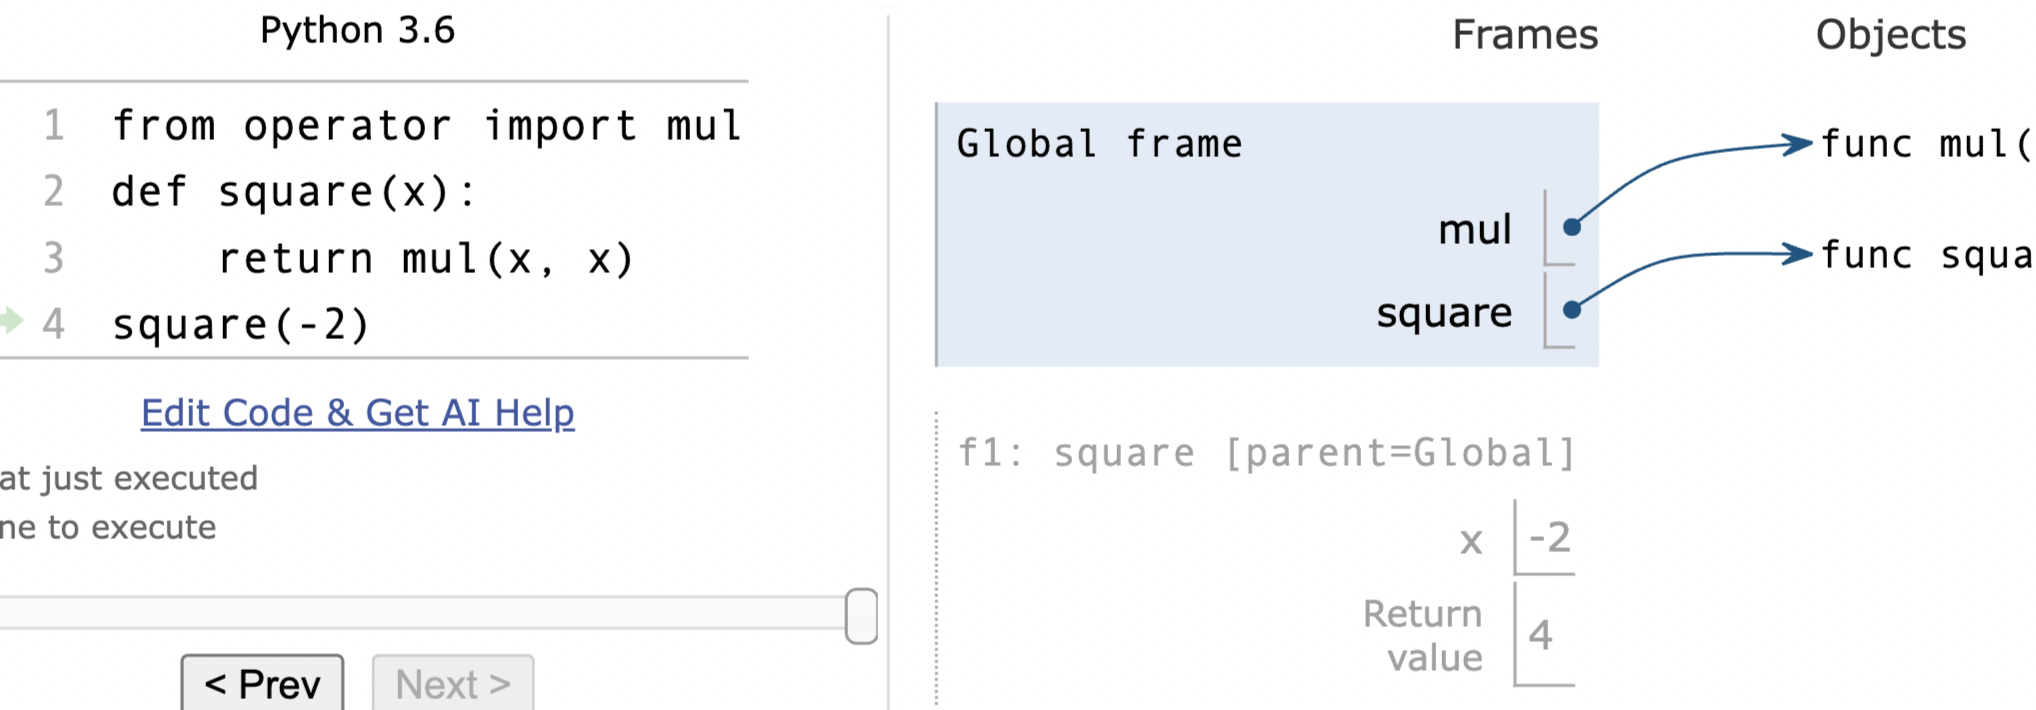 Python 3.6
1 from operator import mul
2 def square(x):
3     return mul(x, x)
4 square(-2)
Edit Code & Get AI Help
at just executed
ne to execute
< Prev
Next >
Frames
Objects
Global frame
mul
square
func mul(
func squa
f1: square [parent=Global]
x -2
Return
value 4